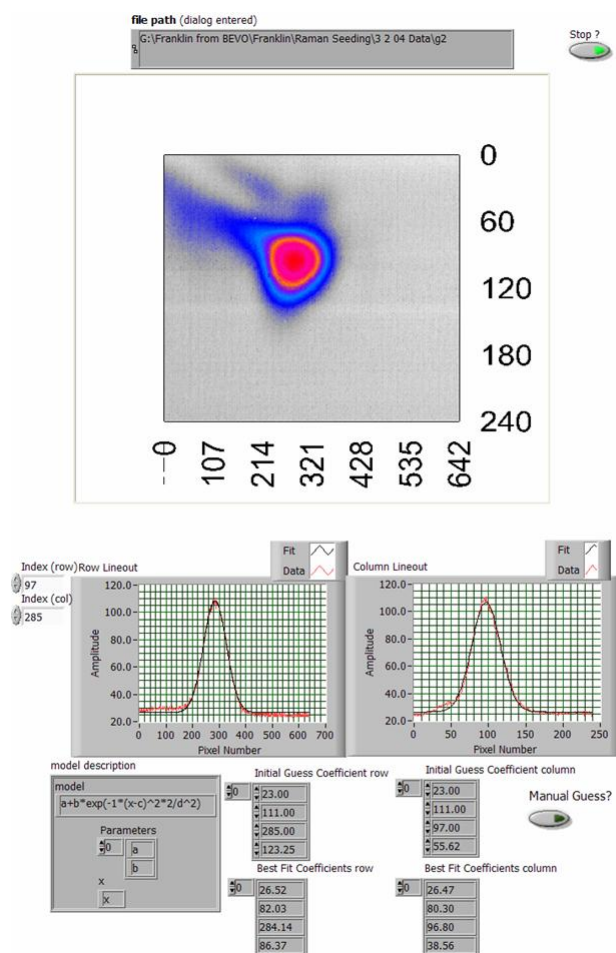 file path (dialog entered)
G:\Franklin from BEVO\Franklin\Raman Seeding\3 2 04 Data\g2
Stop ?
0
60
120
180
240
0
107
214
321
428
535
642
Index (row)
97
Index (col)
285
Row Lineout
Fit
Data
120.0
100.0
80.0
60.0
40.0
20.0
Amplitude
0 100 200 300 400 500 600 700
Pixel Number
Column Lineout
Fit
Data
120.0
100.0
80.0
60.0
40.0
20.0
Amplitude
0 50 100 150 200 250
Pixel Number
model description
model
a+b*exp(-1*(x-c)^2*2/d^2)
Parameters
0
a
b
x
x
Initial Guess Coefficient row
0
23.00
111.00
285.00
123.25
Best Fit Coefficients row
0
26.52
82.03
284.14
86.37
Initial Guess Coefficient column
0
23.00
111.00
97.00
55.62
Best Fit Coefficients column
0
26.47
80.30
96.80
38.56
Manual Guess?